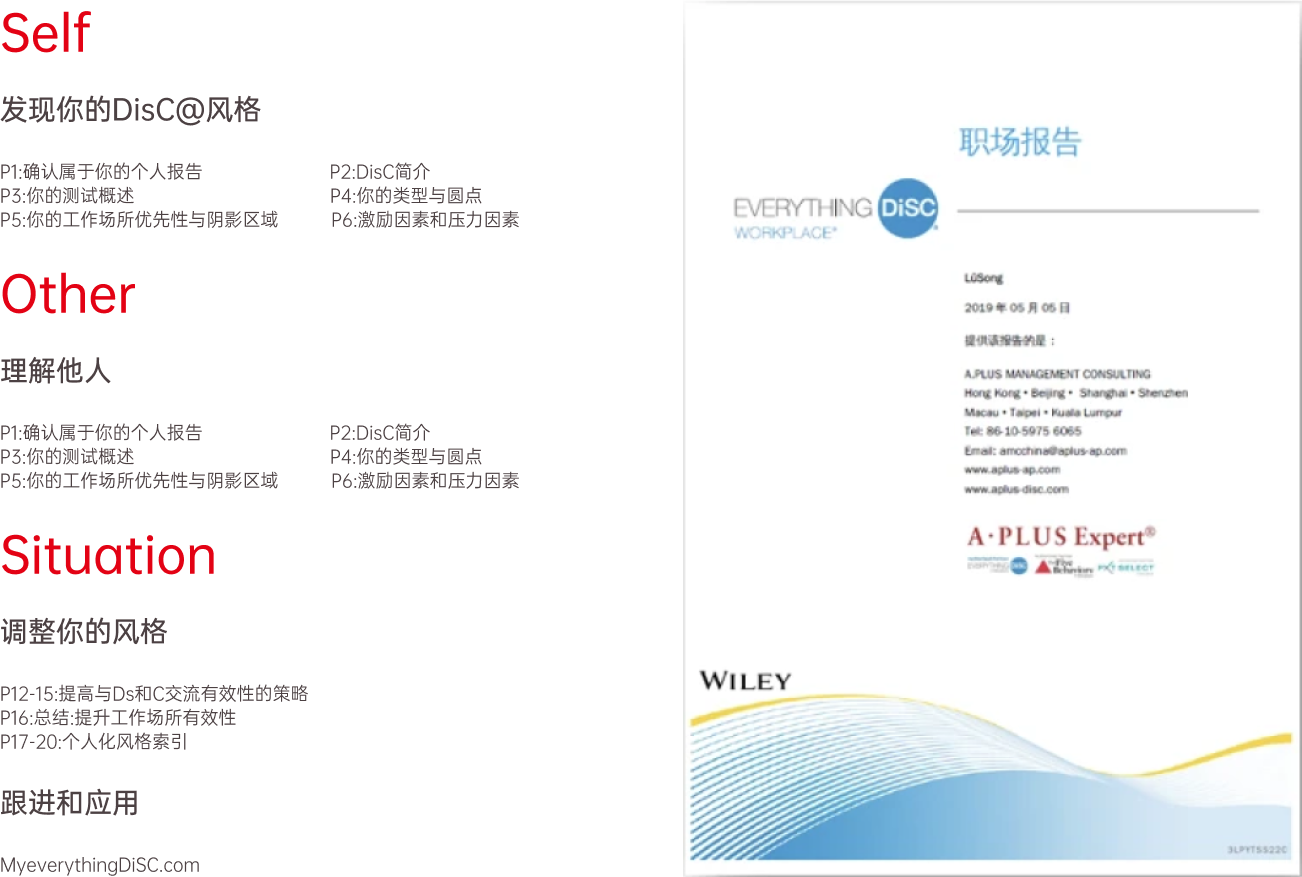 Self
发现你的DisC@风格
P1:确认属于你的个人报告
P2:DisC简介
P3:你的测试概述
P4:你的类型与圆点
P5:你的工作场所优先性与阴影区域
P6:激励因素和压力因素
Other
理解他人
P1:确认属于你的个人报告
P2:DisC简介
P3:你的测试概述
P4:你的类型与圆点
P5:你的工作场所优先性与阴影区域
P6:激励因素和压力因素
Situation
调整你的风格
P12-15:提高与Ds和C交流有效性的策略
P16:总结:提升工作场所有效性
P17-20:个人化风格索引
跟进和应用
MyeverythingDiSC.com
职场报告
EVERYTHING DiSC
WORKPLACE®
LüSong
2019 年 05 月 05 日
提供该报告的是：
A.PLUS MANAGEMENT CONSULTING
Hong Kong • Beijing • Shanghai • Shenzhen
Macau • Taipei • Kuala Lumpur
Tel: 86-10-5975 6065
Email: amcchina@aplus-ap.com
www.aplus-ap.com
www.aplus-disc.com
A·PLUS Expert®
EVERYTHING DiSC
The Five Behaviors
PXT SELECT
WILEY